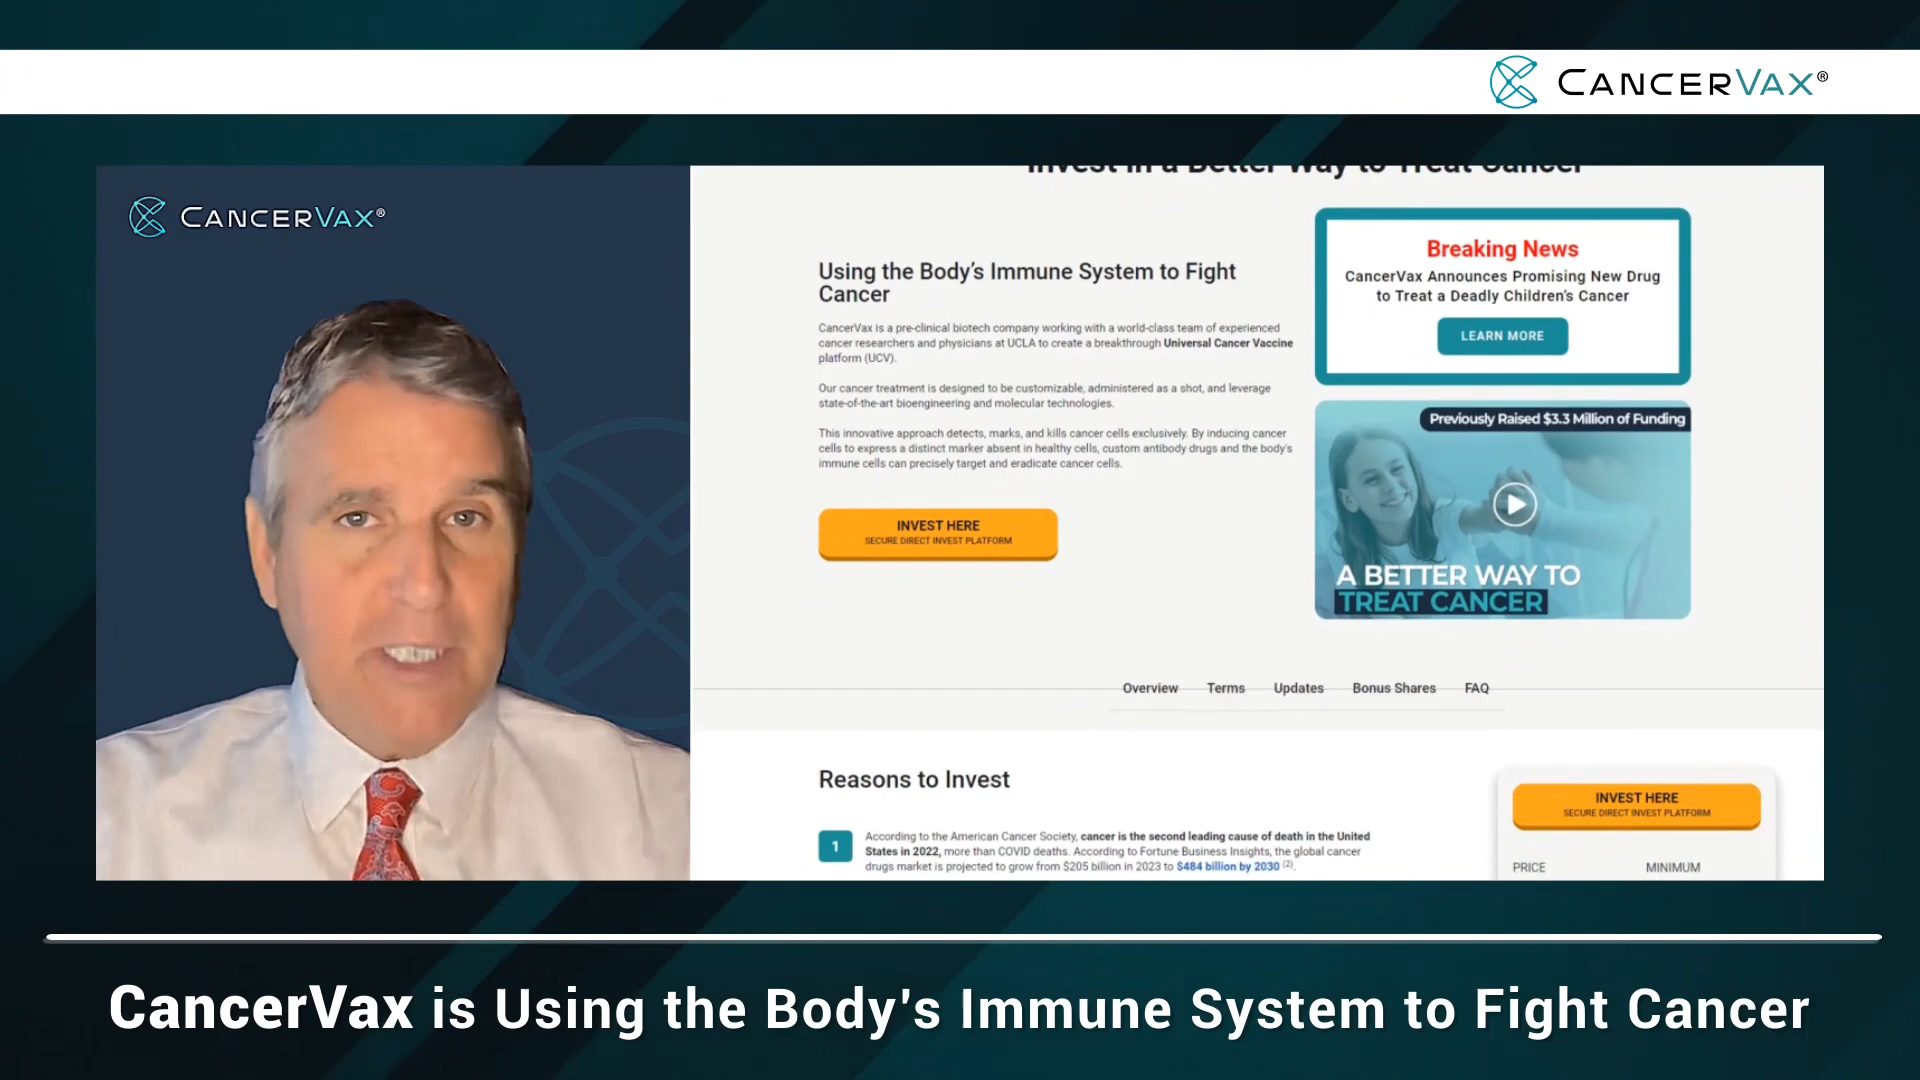 CANCERVAX®
CANCERVAX®
Invest in a Better Way to Treat Cancer
Using the Body's Immune System to Fight
Cancer
CancerVax is a pre-clinical biotech company working with a world-class team of experienced
cancer researchers and physicians at UCLA to create a breakthrough Universal Cancer Vaccine
platform (UCV).
Our cancer treatment is designed to be customizable, administered as a shot, and leverage
state-of-the-art bioengineering and molecular technologies.
This innovative approach detects, marks, and kills cancer cells exclusively. By inducing cancer
cells to express a distinct marker absent in healthy cells, custom antibody drugs and the body's
immune cells can precisely target and eradicate cancer cells.
INVEST HERE
SECURE DIRECT INVEST PLATFORM
Breaking News
CancerVax Announces Promising New Drug
to Treat a Deadly Children's Cancer
LEARN MORE
Previously Raised $3.3 Million of Funding
A BETTER WAY TO
TREAT CANCER
Overview Terms Updates Bonus Shares FAQ
Reasons to Invest
1
According to the American Cancer Society, cancer is the second leading cause of death in the United
States in 2022, more than COVID deaths. According to Fortune Business Insights, the global cancer
drugs market is projected to grow from $205 billion in 2023 to $484 billion by 2030 (2).
INVEST HERE
SECURE DIRECT INVEST PLATFORM
PRICE MINIMUM
CancerVax is Using the Body's Immune System to Fight Cancer